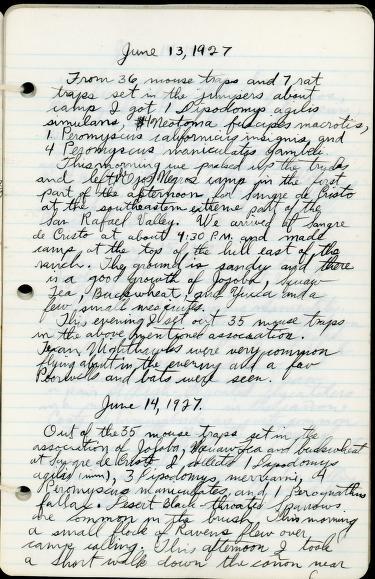 June 13, 1927
From 36 mouse traps and 7 rat
traps set in the junipers about
camp I got 1 Dipodomys agilis
simulans, #1 Neotoma fuscipes macrotis,
1 Peromyscus californicus insignis, and
4 Peromyscus maniculatus gambeli.
This morning we packed up the
and left Ojos Negros camp in the first
part of the afternoon for Sangre de Cristo
at the southeastern extreme part of the
San Rafael Valley. We arrived at Sangre
de Cristo at about 4:30 P.M. and made
camp at the top of the hill east of the
ranch. The ground is sandy and there
is a good growth of Jojoba, Squaw
Tea, Buckwheat, and Yucca and a
few small mesquites.
This evening I set out 35 mouse traps
in the above mentioned association.
Texan Nighthawks were very common
flying about in the evening and a few
Poorwills and bats were seen.
June 14, 1927.
Out of the 35 mouse traps set in the
association of Jojoba, Squaw Tea and buckwheat
at Sangre de Cristo I collected 1 Dipodomys
agilis (imm), 3 Dipodomys merriami, 4
Peromyscus maniculatus, and 1 Perognathus
fallax. Desert Black-throated Sparrows
are common in the brush. This morning
a small flock of Ravens flew over
camp calling. This afternoon I took
a short walk down the canon near